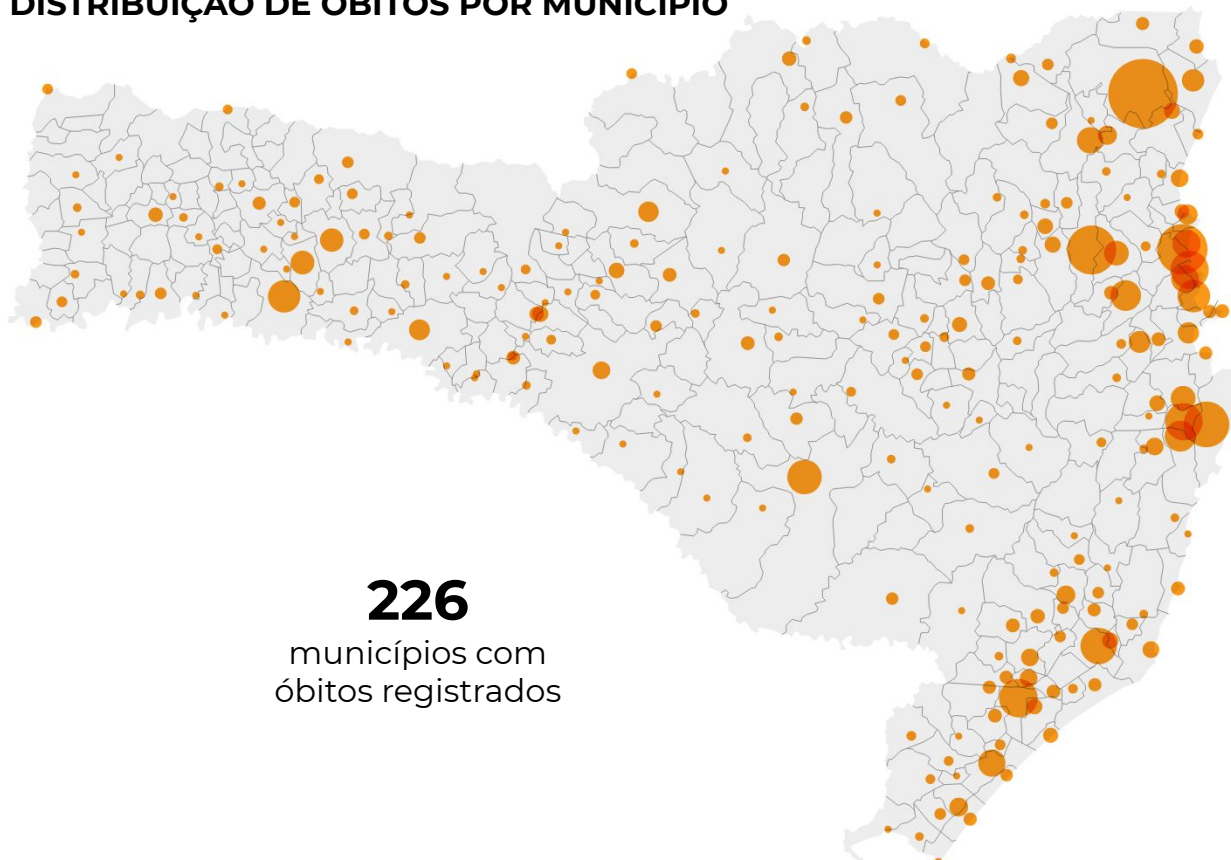 DISTRIBUIÇÃO DE ÓBITOS POR MUNICÍPIO
226
municípios com
óbitos registrados